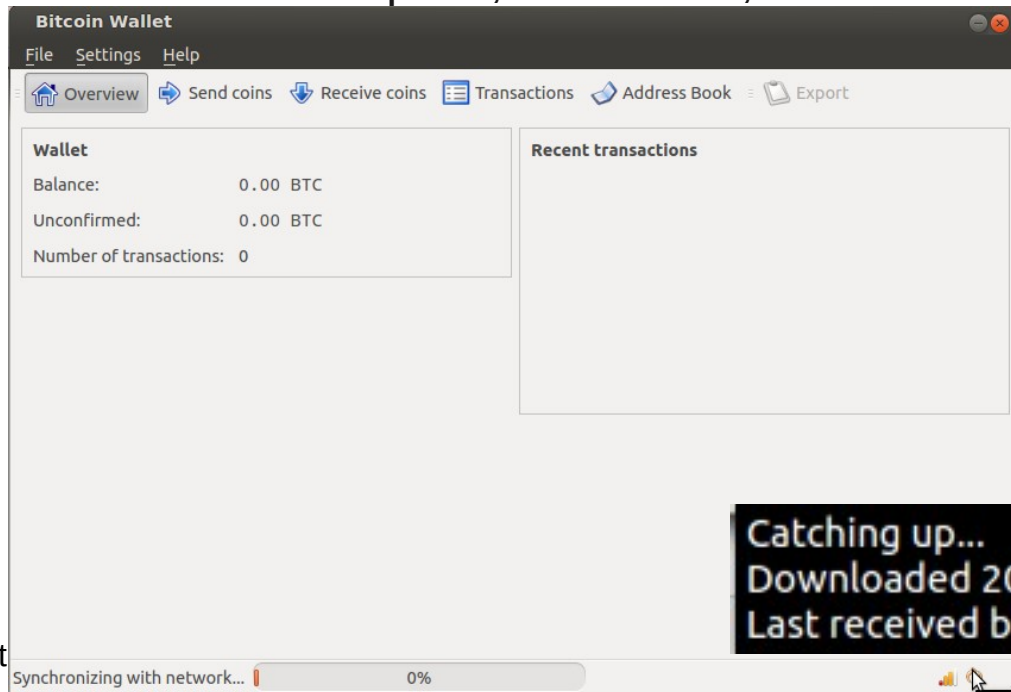 Bitcoin Wallet
File Settings Help
Overview Send coins Receive coins Transactions Address Book Export
Wallet
Balance: 0.00 BTC
Unconfirmed: 0.00 BTC
Number of transactions: 0
Recent transactions
Catching up...
Downloaded 20
Last received b
Synchronizing with network... 0%